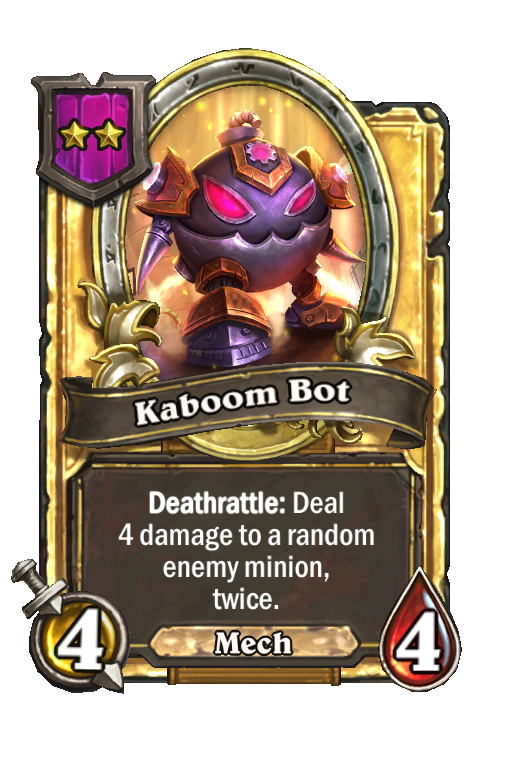 Kaboom Bot
Deathrattle: Deal
4 damage to a random
enemy minion,
twice.
4
Mech
4